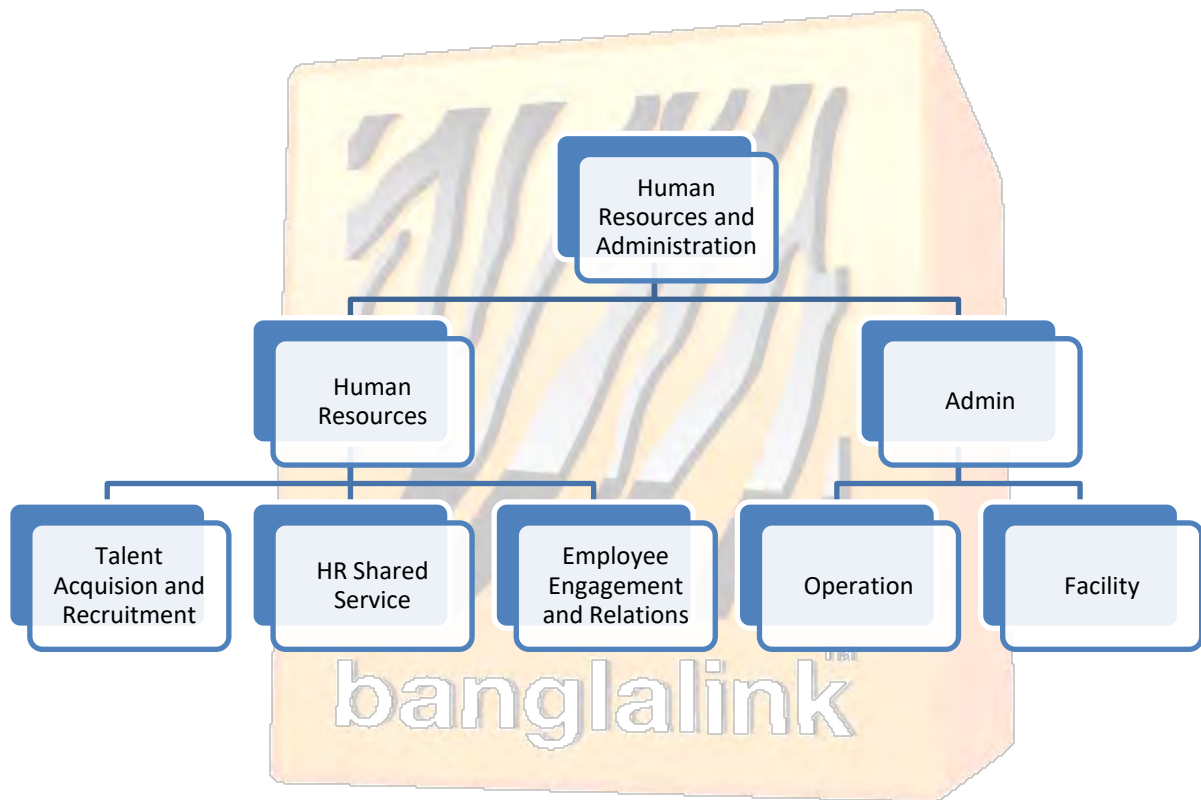 Human
Resources and
Administration
Human
Resources
Admin
Talent
Acquision and
Recruitment
HR Shared
Service
Employee
Engagement
and Relations
Operation
Facility
banglalink™